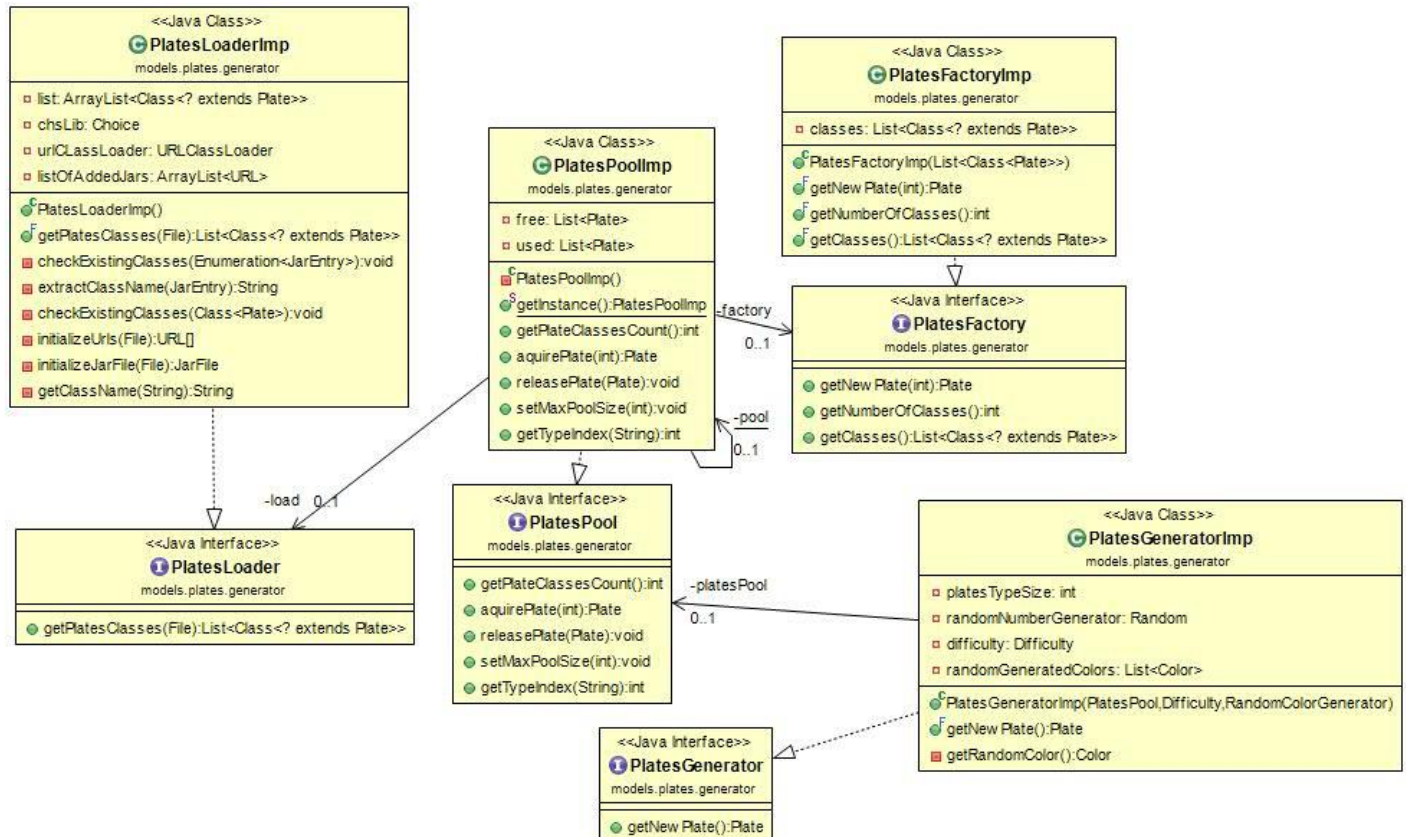 <<Java Class>>
PlatesLoaderImp
models.plates.generator
list: ArrayList<Class<? extends Plate>>
chsLib: Choice
urlCLassLoader: URLClassLoader
listOfAddedJars: ArrayList<URL>
PlatesLoaderImp()
getPlatesClasses(File):List<Class<? extends Plate>>
checkExistingClasses(Enumeration<JarEntry>):void
extractClassName(JarEntry):String
checkExistingClasses(Class<Plate>):void
initializeUrls(File):URL[]
initializeJarFile(File):JarFile
getClassName(String):String
<<Java Class>>
PlatesPoolImp
models.plates.generator
free: List<Plate>
used: List<Plate>
PlatesPoolImp()
getInstance():PlatesPoolImp
getPlateClassesCount():int
aquirePlate(int):Plate
releasePlate(Plate):void
setMaxPoolSize(int):void
getTypeIndex(String):int
<<Java Class>>
PlatesFactoryImp
models.plates.generator
classes: List<Class<? extends Plate>>
PlatesFactoryImp(List<Class<Plate>>)
getNewPlate(int):Plate
getNumberOfClasses():int
getClasses():List<Class<? extends Plate>>
-factory
0..1
<<Java Interface>>
PlatesFactory
models.plates.generator
getNewPlate(int):Plate
getNumberOfClasses():int
getClasses():List<Class<? extends Plate>>
-pool
0..1
-load 0..1
<<Java Interface>>
PlatesLoader
models.plates.generator
getPlatesClasses(File):List<Class<? extends Plate>>
<<Java Interface>>
PlatesPool
models.plates.generator
getPlateClassesCount():int
aquirePlate(int):Plate
releasePlate(Plate):void
setMaxPoolSize(int):void
getTypeIndex(String):int
-platesPool
0..1
<<Java Class>>
PlatesGeneratorImp
models.plates.generator
platesTypeSize: int
randomNumberGenerator: Random
difficulty: Difficulty
randomGeneratedColors: List<Color>
PlatesGeneratorImp(PlatesPool,Difficulty,RandomColorGenerator)
getNewPlate():Plate
getRandomColor():Color
<<Java Interface>>
PlatesGenerator
models.plates.generator
getNewPlate():Plate